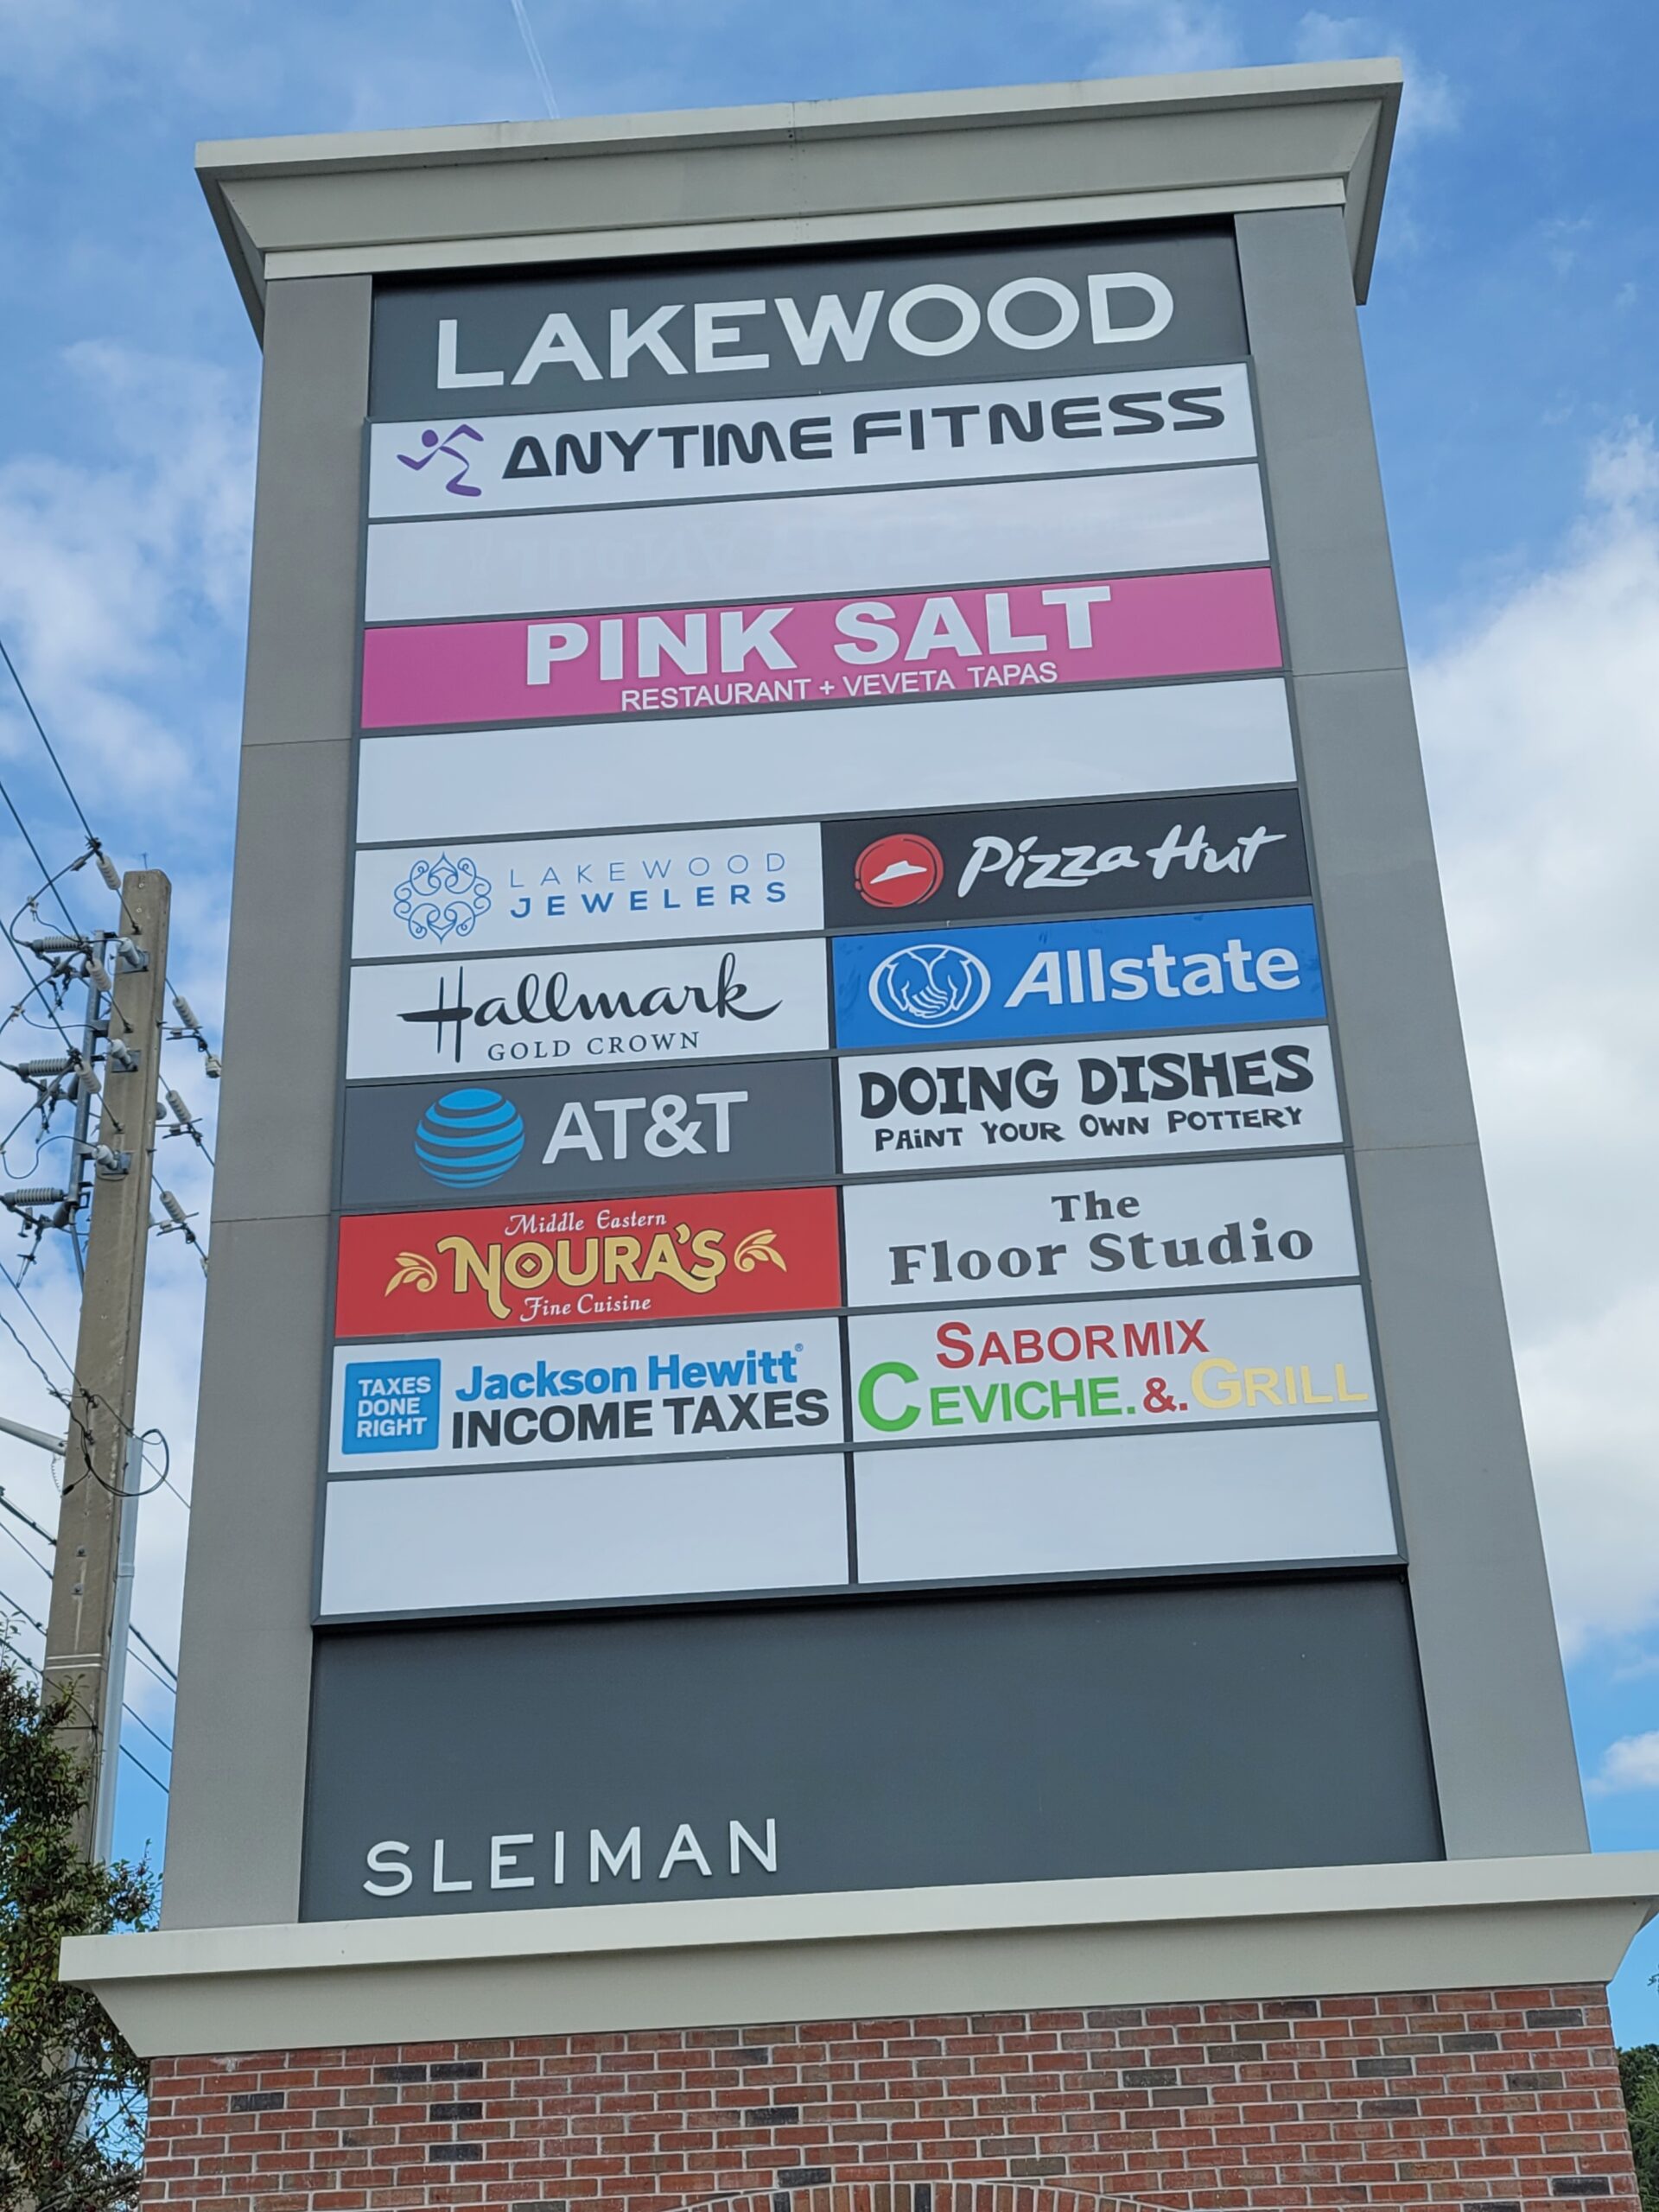 LAKEWOOD
ANYTIME FITNESS
PINK SALT
RESTAURANT + VEVETA TAPAS
LAKEWOOD
JEWELERS
Pizza Hut
Hallmark
GOLD CROWN
Allstate
AT&T
DOING DISHES
PAINT YOUR OWN POTTERY
Middle Eastern
NOURA'S
Fine Cuisine
The
Floor Studio
TAXES
DONE
RIGHT
Jackson Hewitt®
INCOME TAXES
SABORMIX
CEVICHE.&.GRILL
SLEIMAN